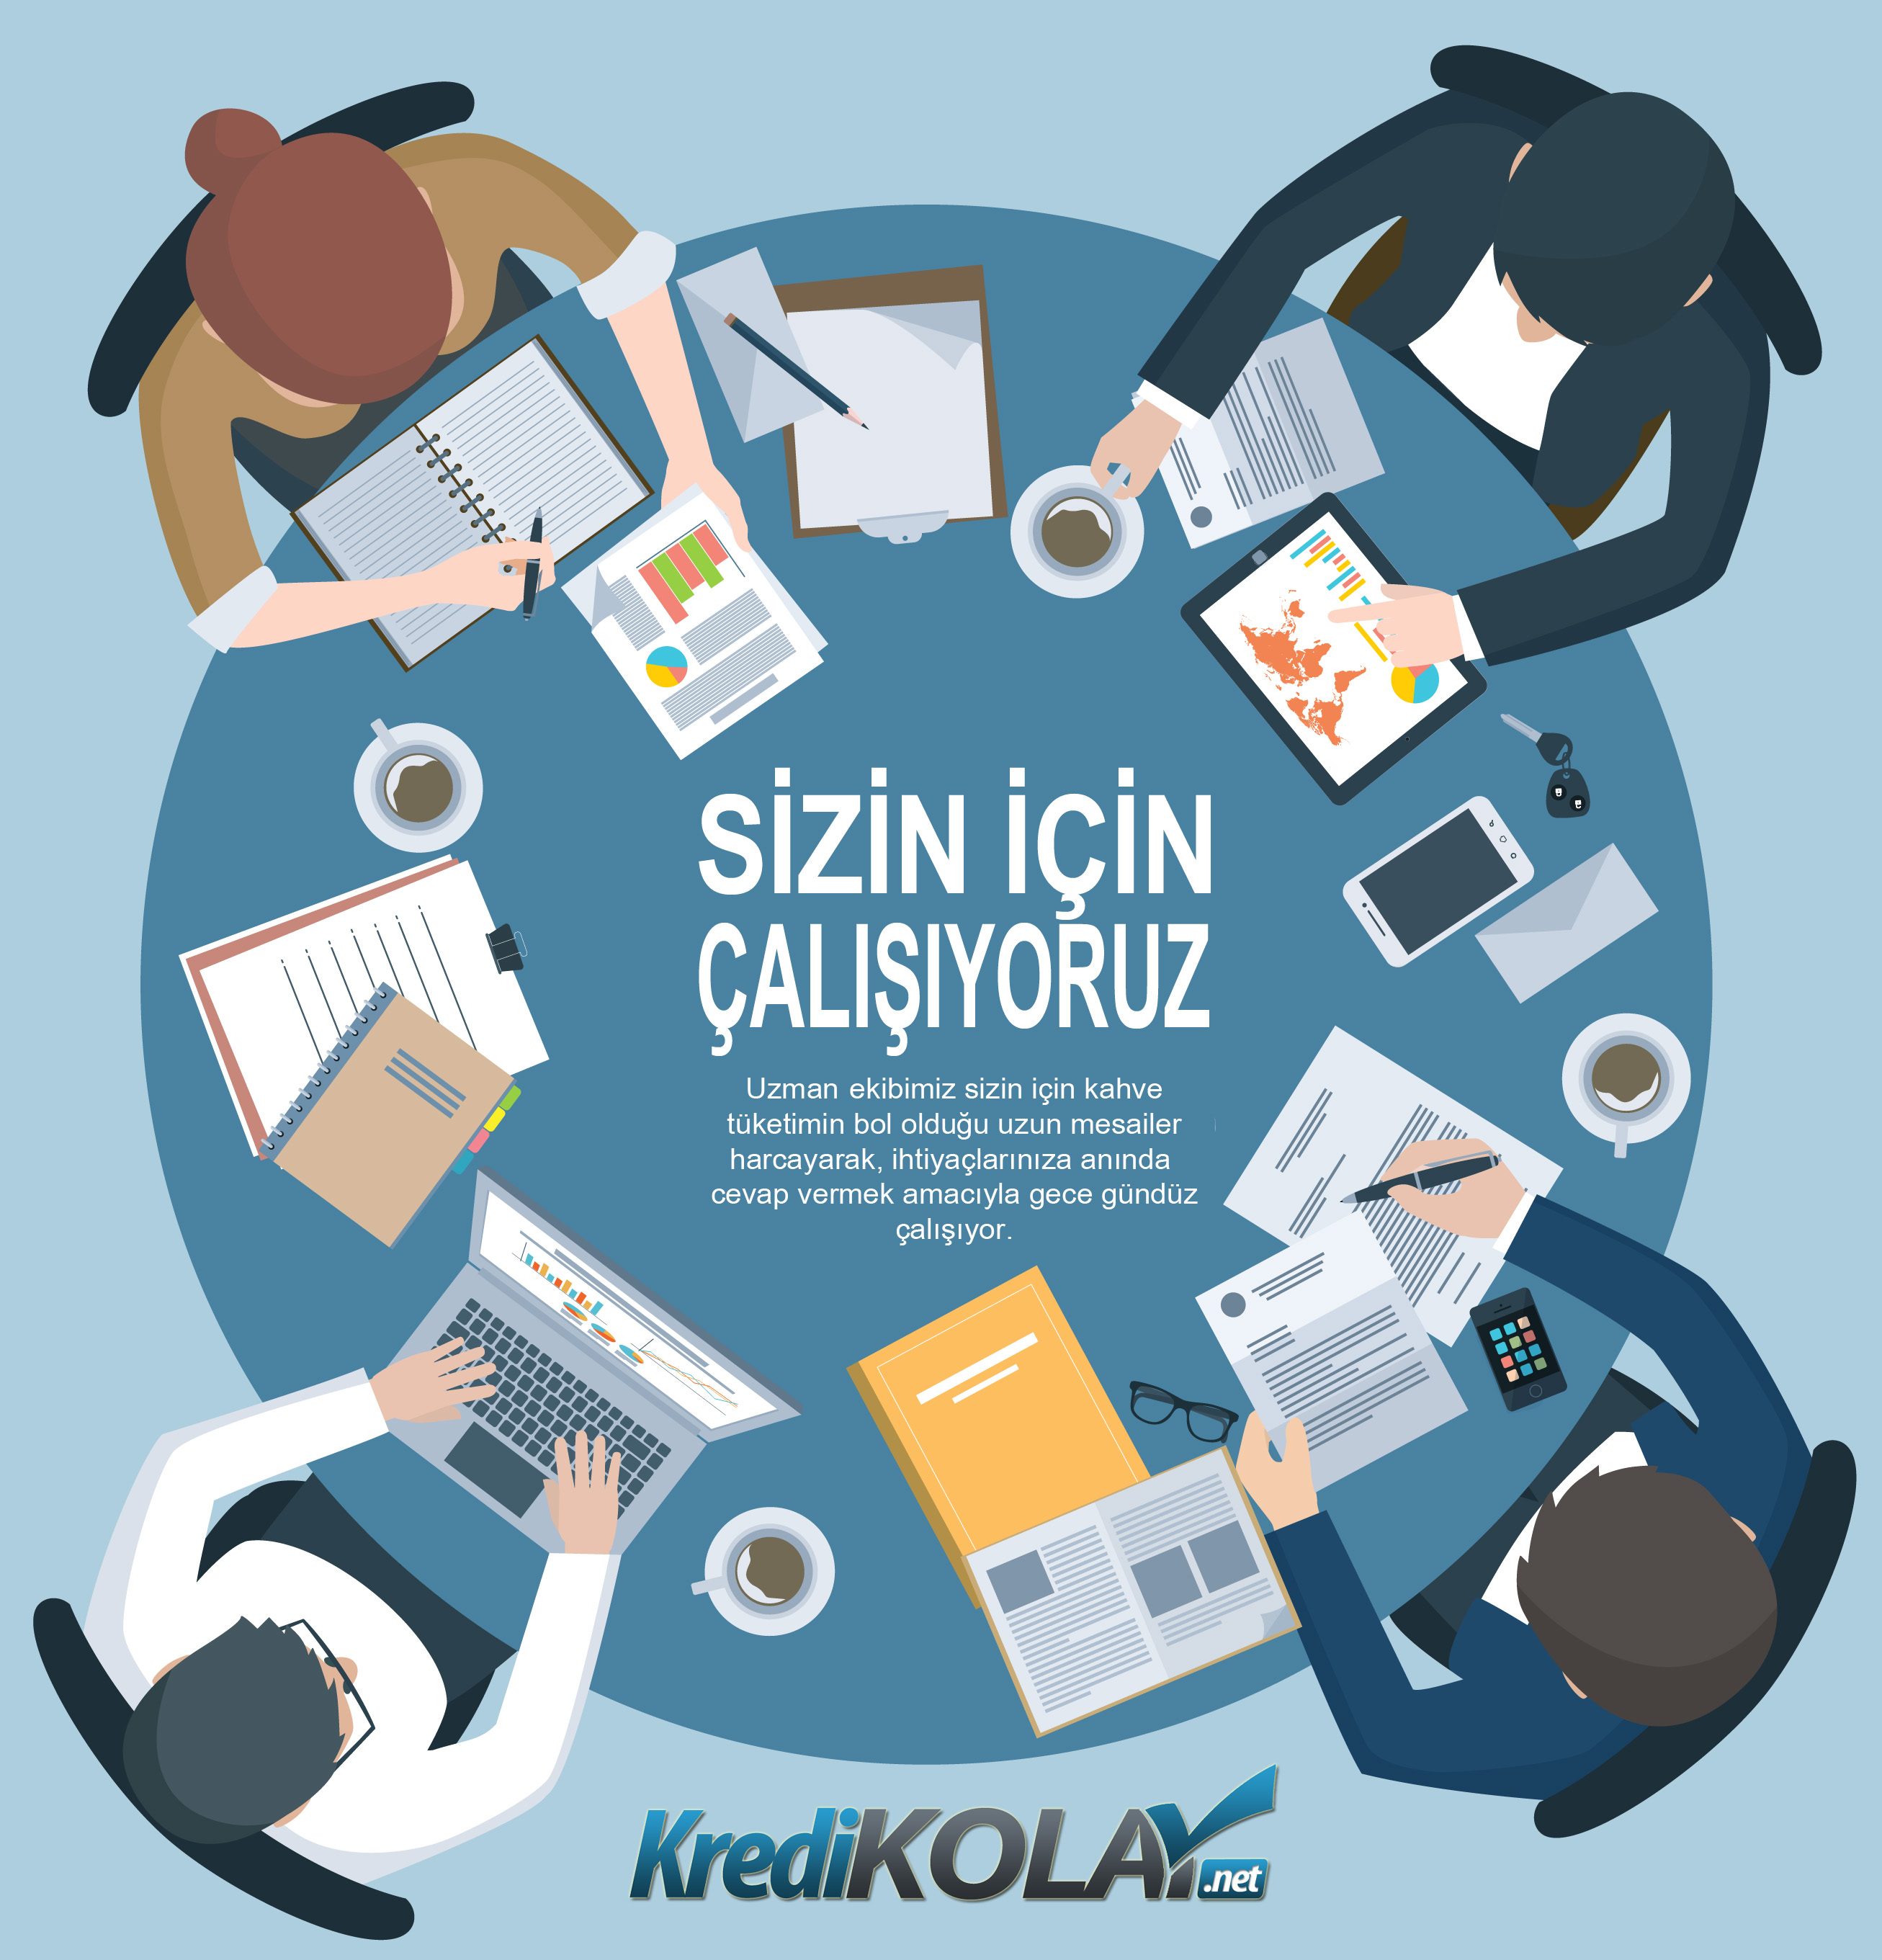 SİZİN İÇİN
ÇALIŞIYORUZ
Uzman ekibimiz sizin için kahve
tüketimin bol olduğu uzun mesailer
harcayarak, ihtiyaçlarınıza anında
cevap vermek amacıyla gece gündüz
çalışıyor.
KrediKOLAY.net